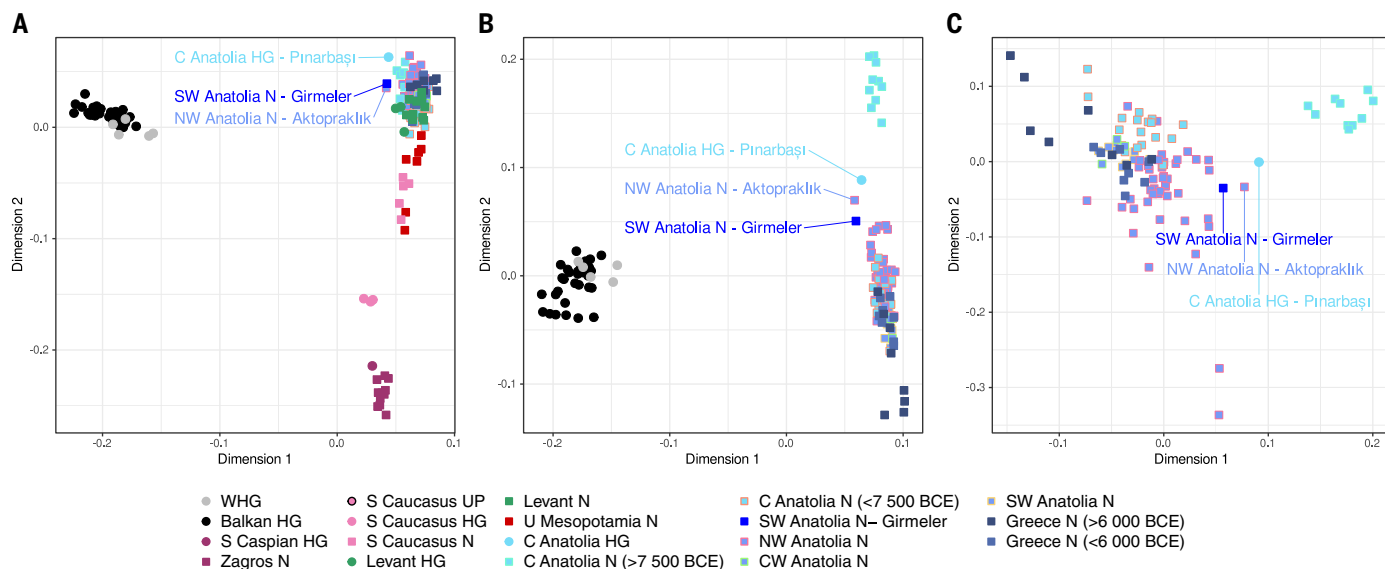 A
B
C
0.0
-0.1
-0.2
-0.2
-0.1
0.0
0.1
Dimension 1
Dimension 2
C Anatolia HG - Pınarbaşı
SW Anatolia N - Girmeler
NW Anatolia N - Aktopraklık
0.2
0.1
0.0
-0.1
-0.2
-0.1
0.0
0.1
Dimension 1
Dimension 2
C Anatolia HG - Pınarbaşı
NW Anatolia N - Aktopraklık
SW Anatolia N - Girmeler
0.1
0.0
-0.1
-0.2
-0.3
-0.1
0.0
0.1
0.2
Dimension 1
Dimension 2
SW Anatolia N - Girmeler
NW Anatolia N - Aktopraklık
C Anatolia HG - Pınarbaşı
WHG
Balkan HG
S Caspian HG
Zagros N
S Caucasus UP
S Caucasus HG
S Caucasus N
Levant HG
Levant N
U Mesopotamia N
C Anatolia HG
C Anatolia N (>7 500 BCE)
C Anatolia N (<7 500 BCE)
SW Anatolia N– Girmeler
NW Anatolia N
CW Anatolia N
SW Anatolia N
Greece N (>6 000 BCE)
Greece N (<6 000 BCE)